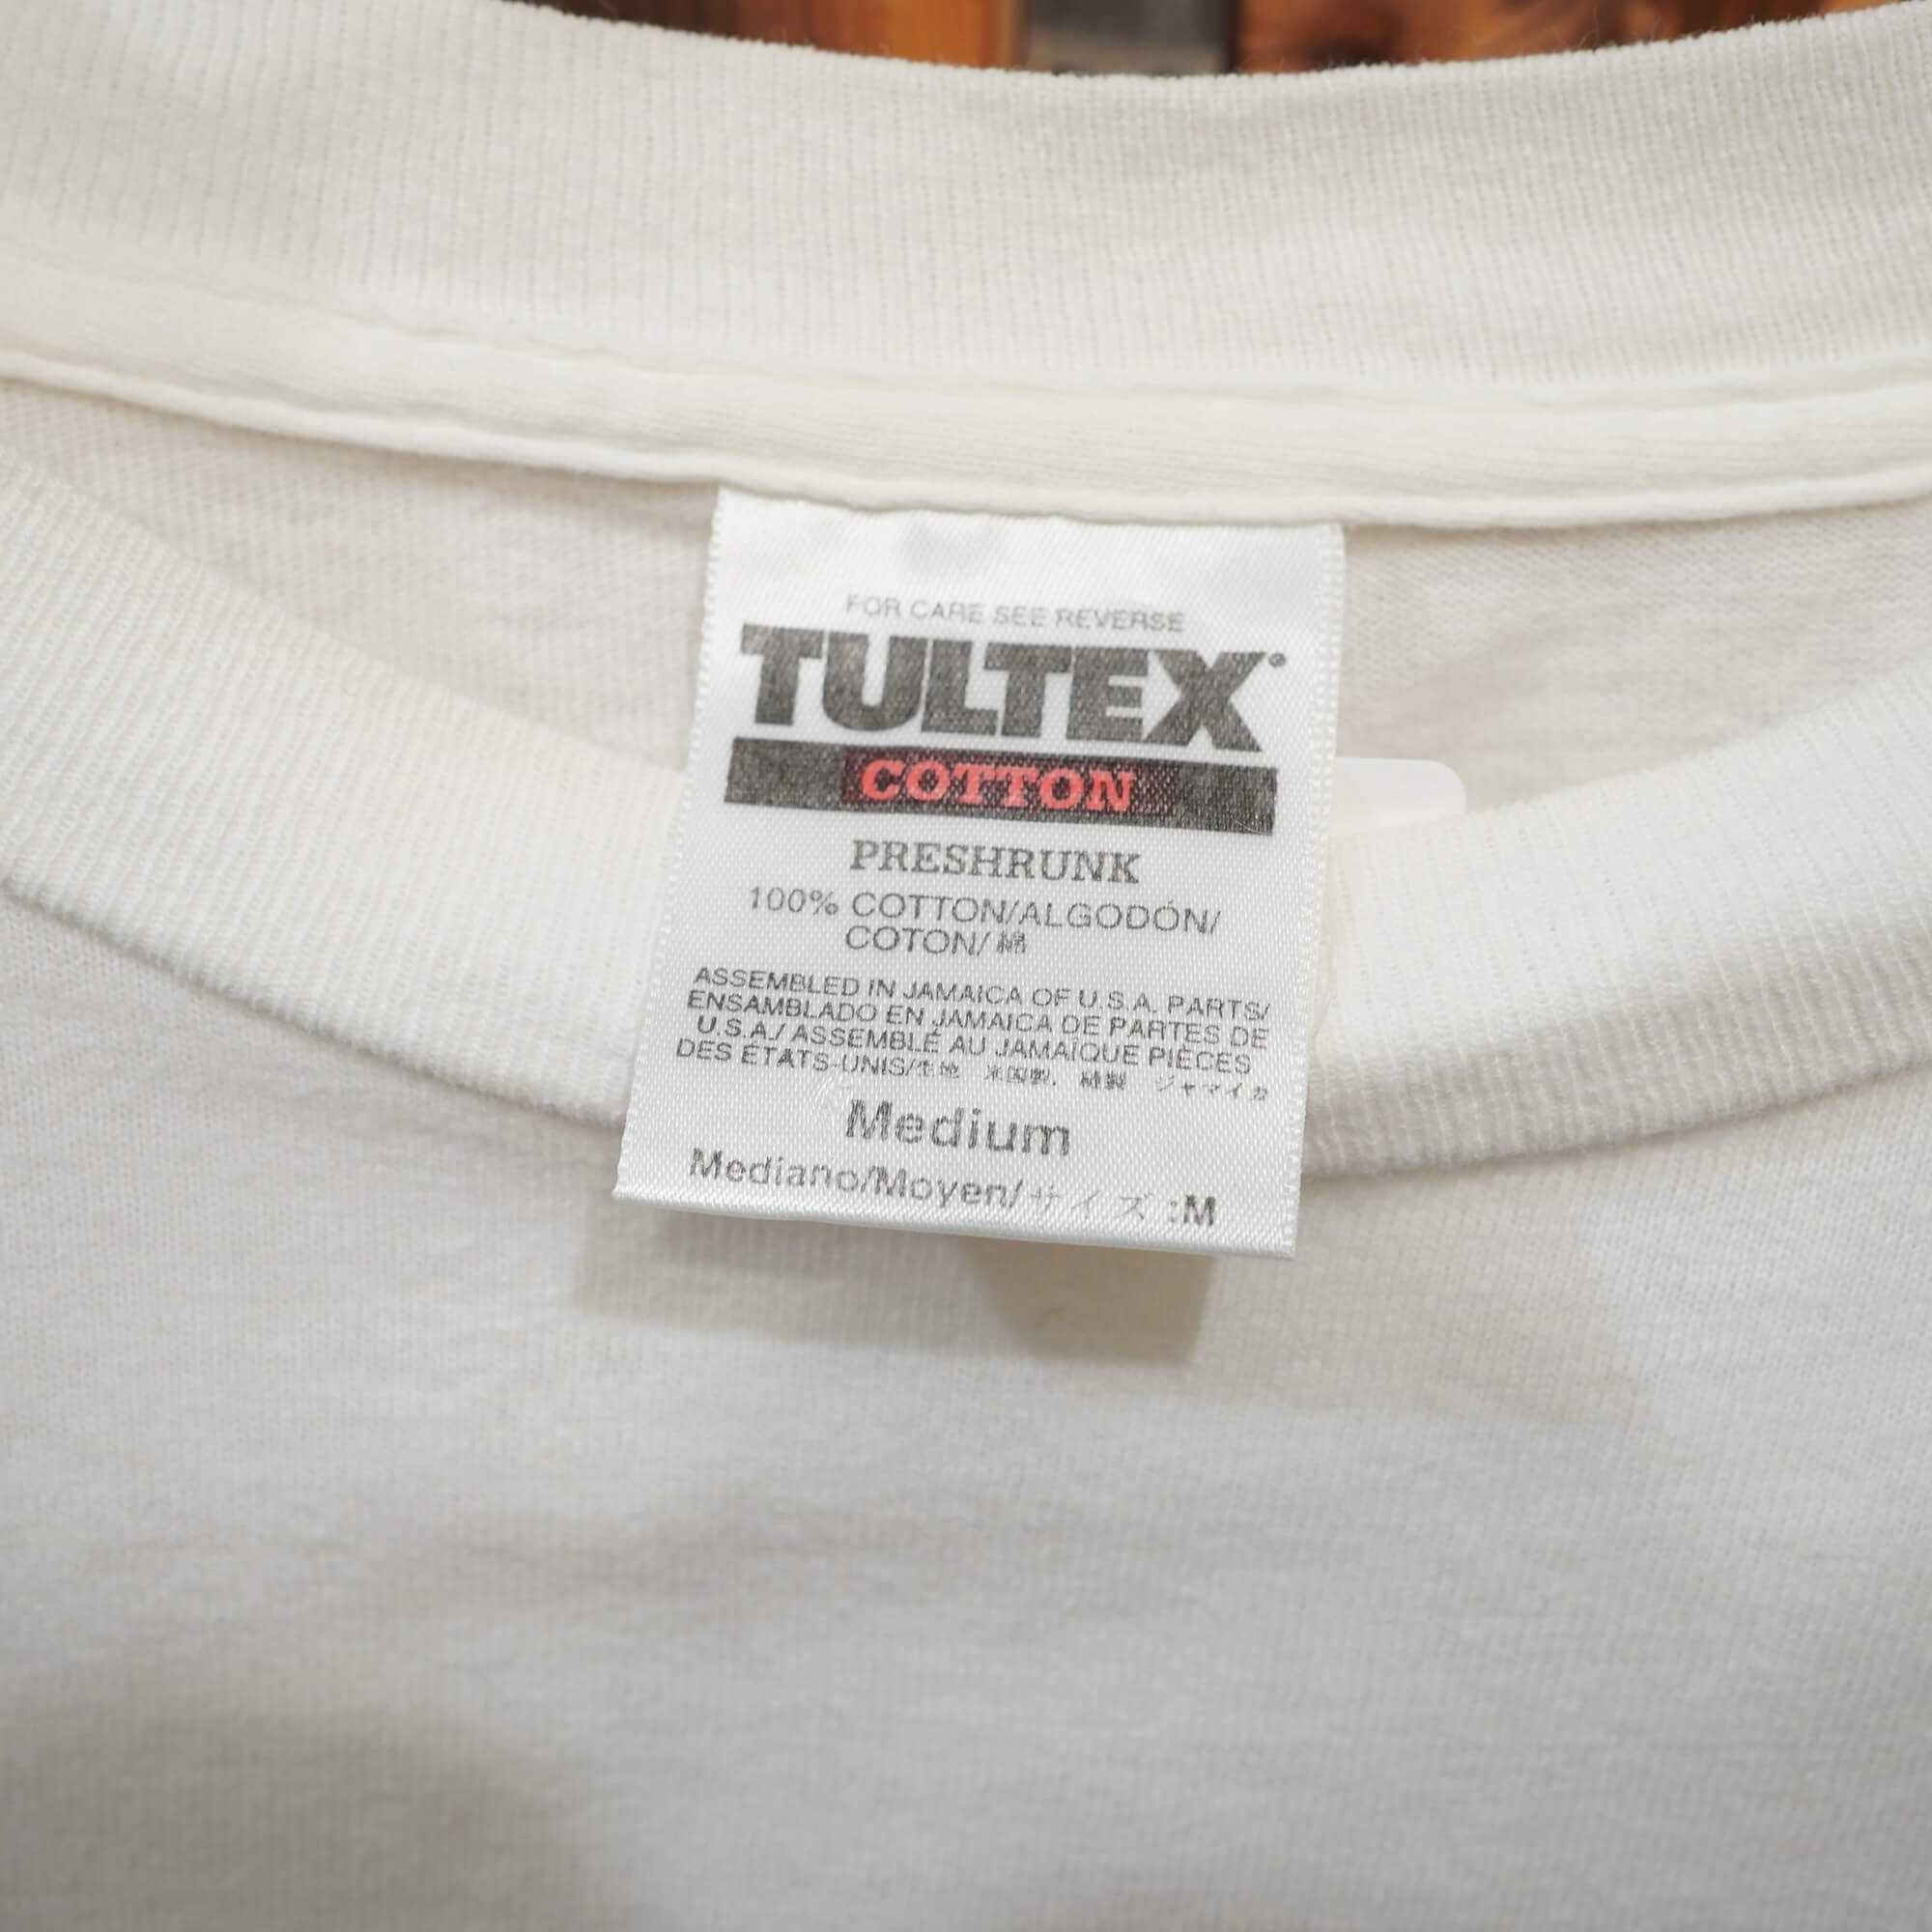 FOR CARE SEE REVERSE
TULTEX®
COTTON
PRESHRUNK
100% COTTON/ALGODÓN/
COTON/綿
ASSEMBLED IN JAMAICA OF U.S.A. PARTS/
ENSAMBLADO EN JAMAICA DE PARTES DE
U.S.A./ ASSEMBLÉ AU JAMAÏQUE PIÈCES
DES ÉTATS-UNIS/生地 米国製. 縫製 ジャマイカ
Medium
Mediano/Moyen/サイズ:M